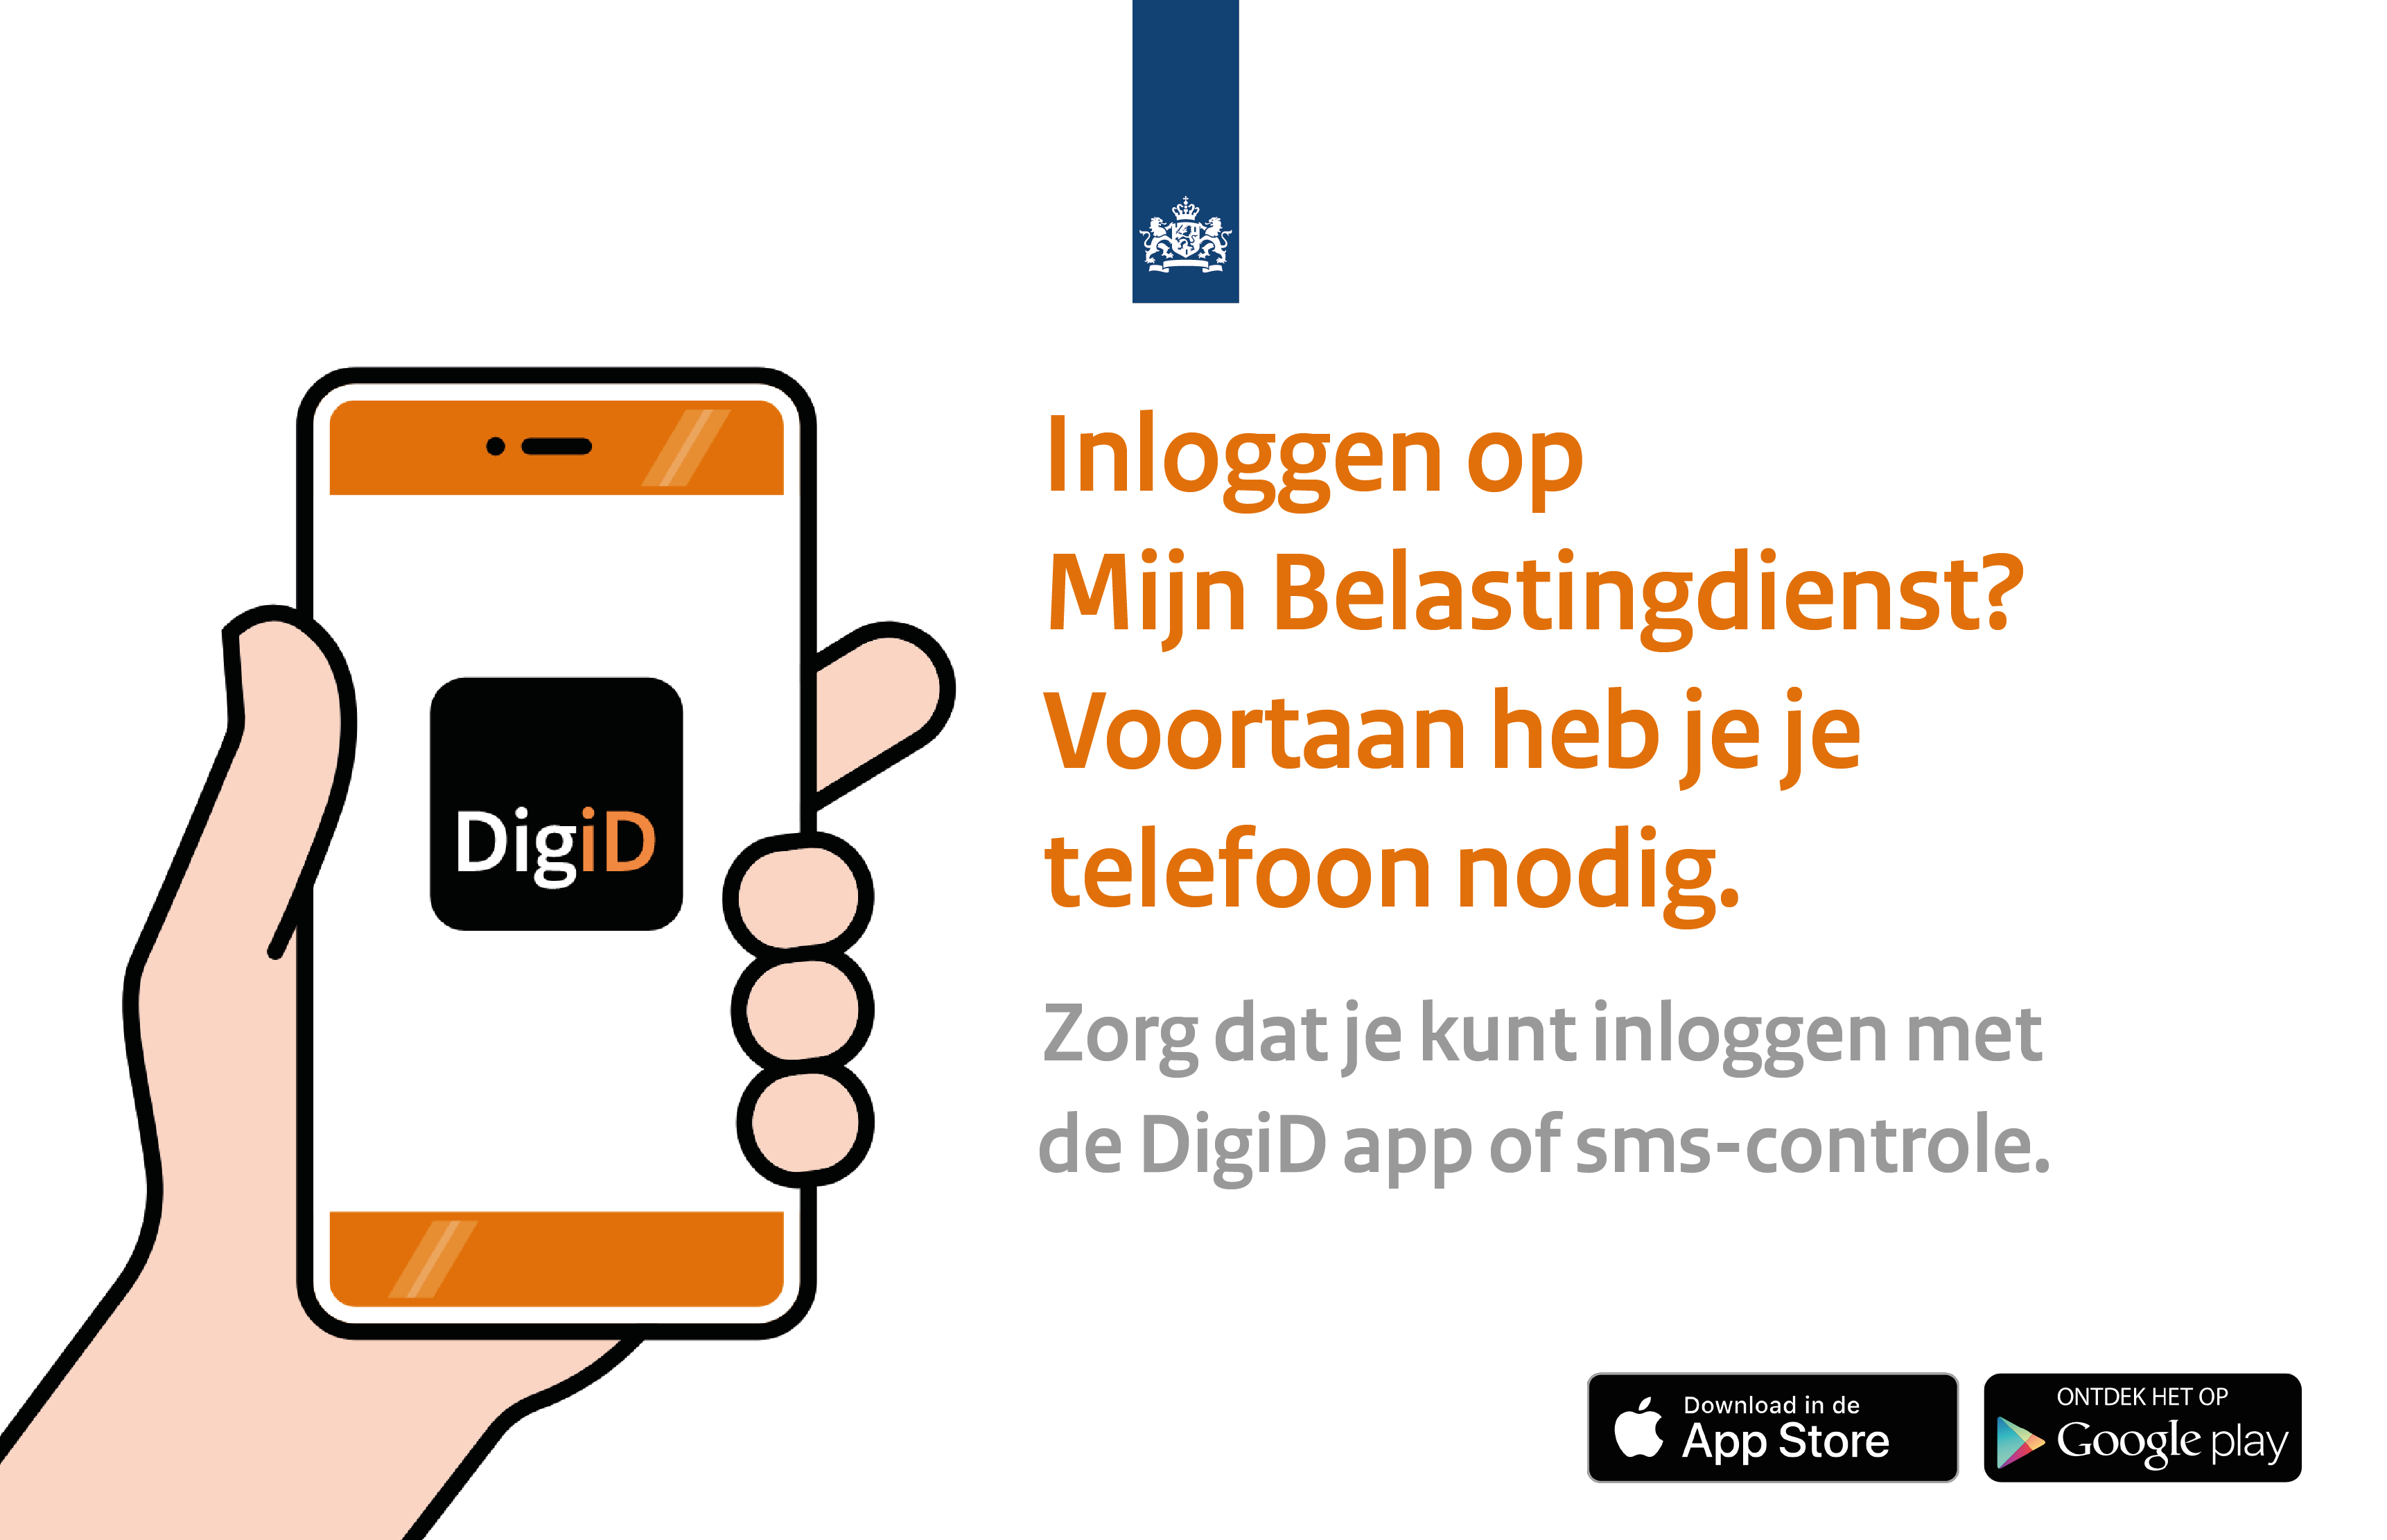 Inloggen op
Mijn Belastingdienst?
Voortaan heb je je
telefoon nodig.
DigiD
Zorg dat je kunt inloggen met
de DigiD app of sms-controle.
Download in de
App Store
ONTDEK HET OP
Google play